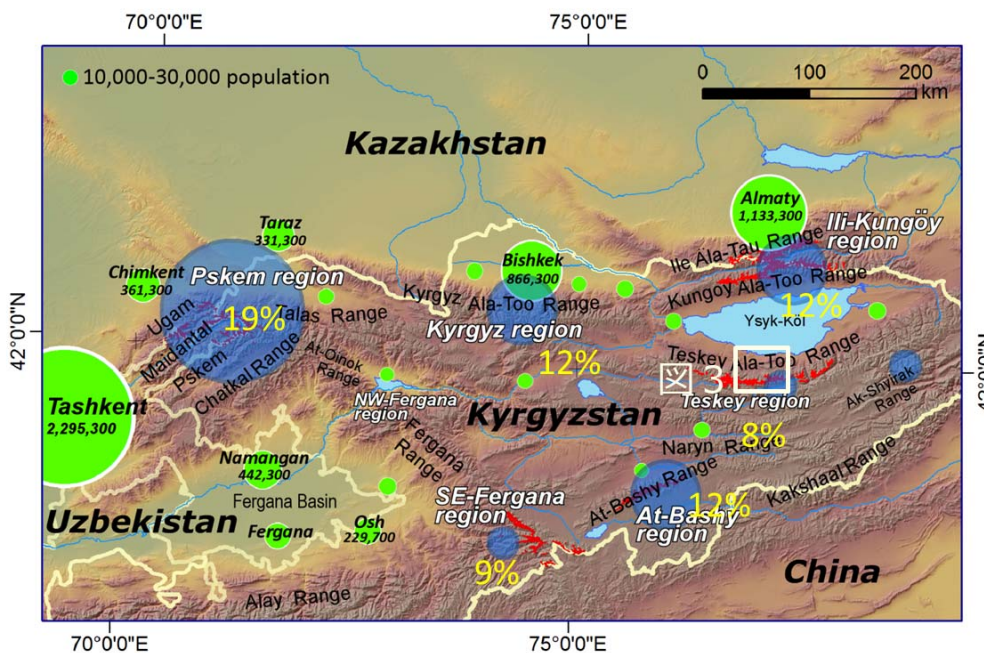 70°0'0"E
75°0'0"E
10,000-30,000 population
0
100
200
km
Kazakhstan
Almaty
1,133,300
Taraz
331,300
Ili-Kungöy
region
Ile Ala-Tau Range
Bishkek
866,300
Chimkent
361,300
Pskem region
Kyrgyz Ala-Too Range
Kungoy Ala-Too Range
12%
Ugam
19%
Talas Range
Kyrgyz region
Ysyk-Köl
42°0'N
Maidantal
Pskem
Chatkal Range
At-Oinok
Range
12%
Teskey Ala-Too Range
图 3
Teskey region
Ak-Shyirak
Range
42°0'N
Tashkent
2,295,300
NW-Fergana
region
Kyrgyzstan
8%
Naryn Range
Fergana
Range
Namangan
442,300
Fergana Basin
SE-Fergana
region
At-Bashy Range
12%
At-Bashy
region
Kakshaal Range
Uzbekistan
Fergana
Osh
229,700
9%
China
Alay Range
70°0'0"E
75°0'0"E